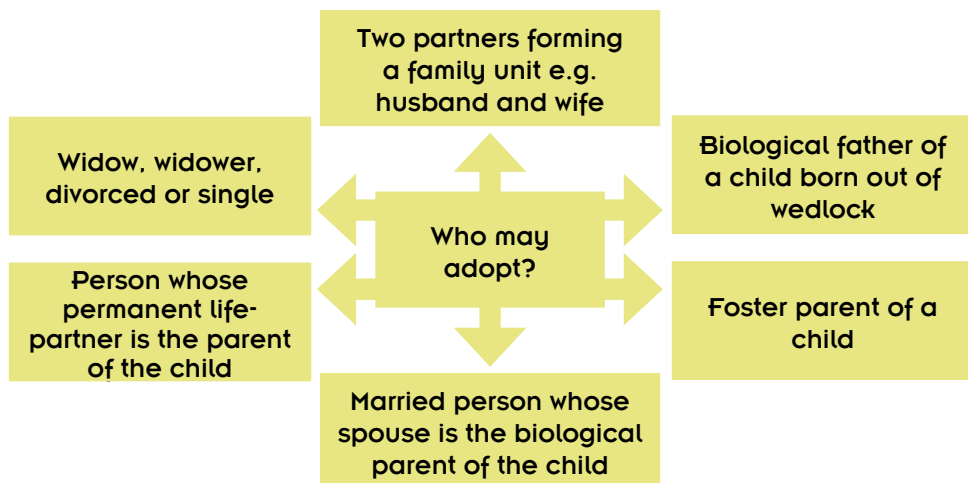 Two partners forming
a family unit e.g.
husband and wife
Widow, widower,
divorced or single
Biological father of
a child born out of
wedlock
Who may
adopt?
Person whose
permanent life-
partner is the parent
of the child
Foster parent of a
child
Married person whose
spouse is the biological
parent of the child